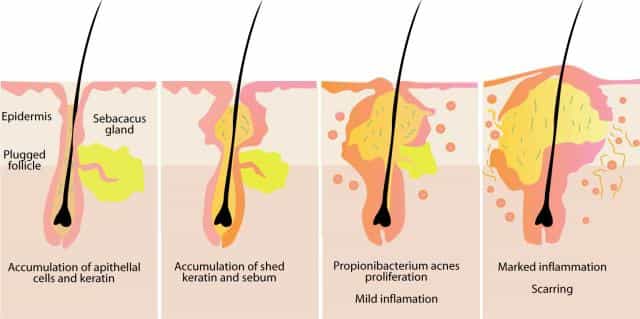 Epidermis
Sebacacus
gland
Plugged
follicle
Accumulation of apithellal
cells and keratin
Accumulation of shed
keratin and sebum
Propionibacterium acnes
proliferation
Mild inflamation
Marked inflammation
Scarring